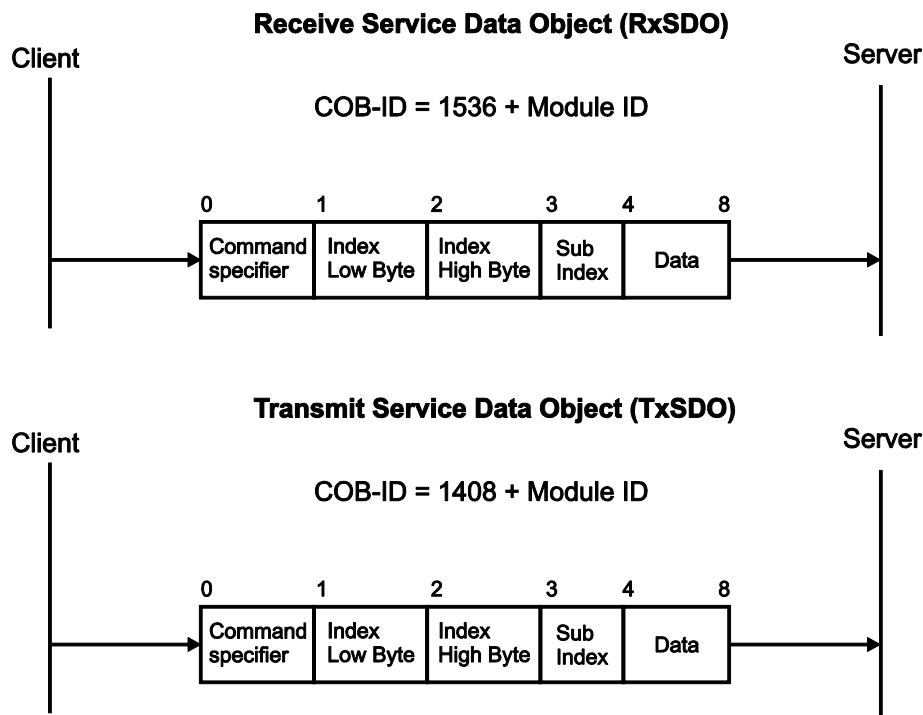 Receive Service Data Object (RxSDO)
Client
Server
COB-ID = 1536 + Module ID
0 1 2 3 4 8
Command specifier
Index Low Byte
Index High Byte
Sub Index
Data
Transmit Service Data Object (TxSDO)
Client
Server
COB-ID = 1408 + Module ID
0 1 2 3 4 8
Command specifier
Index Low Byte
Index High Byte
Sub Index
Data